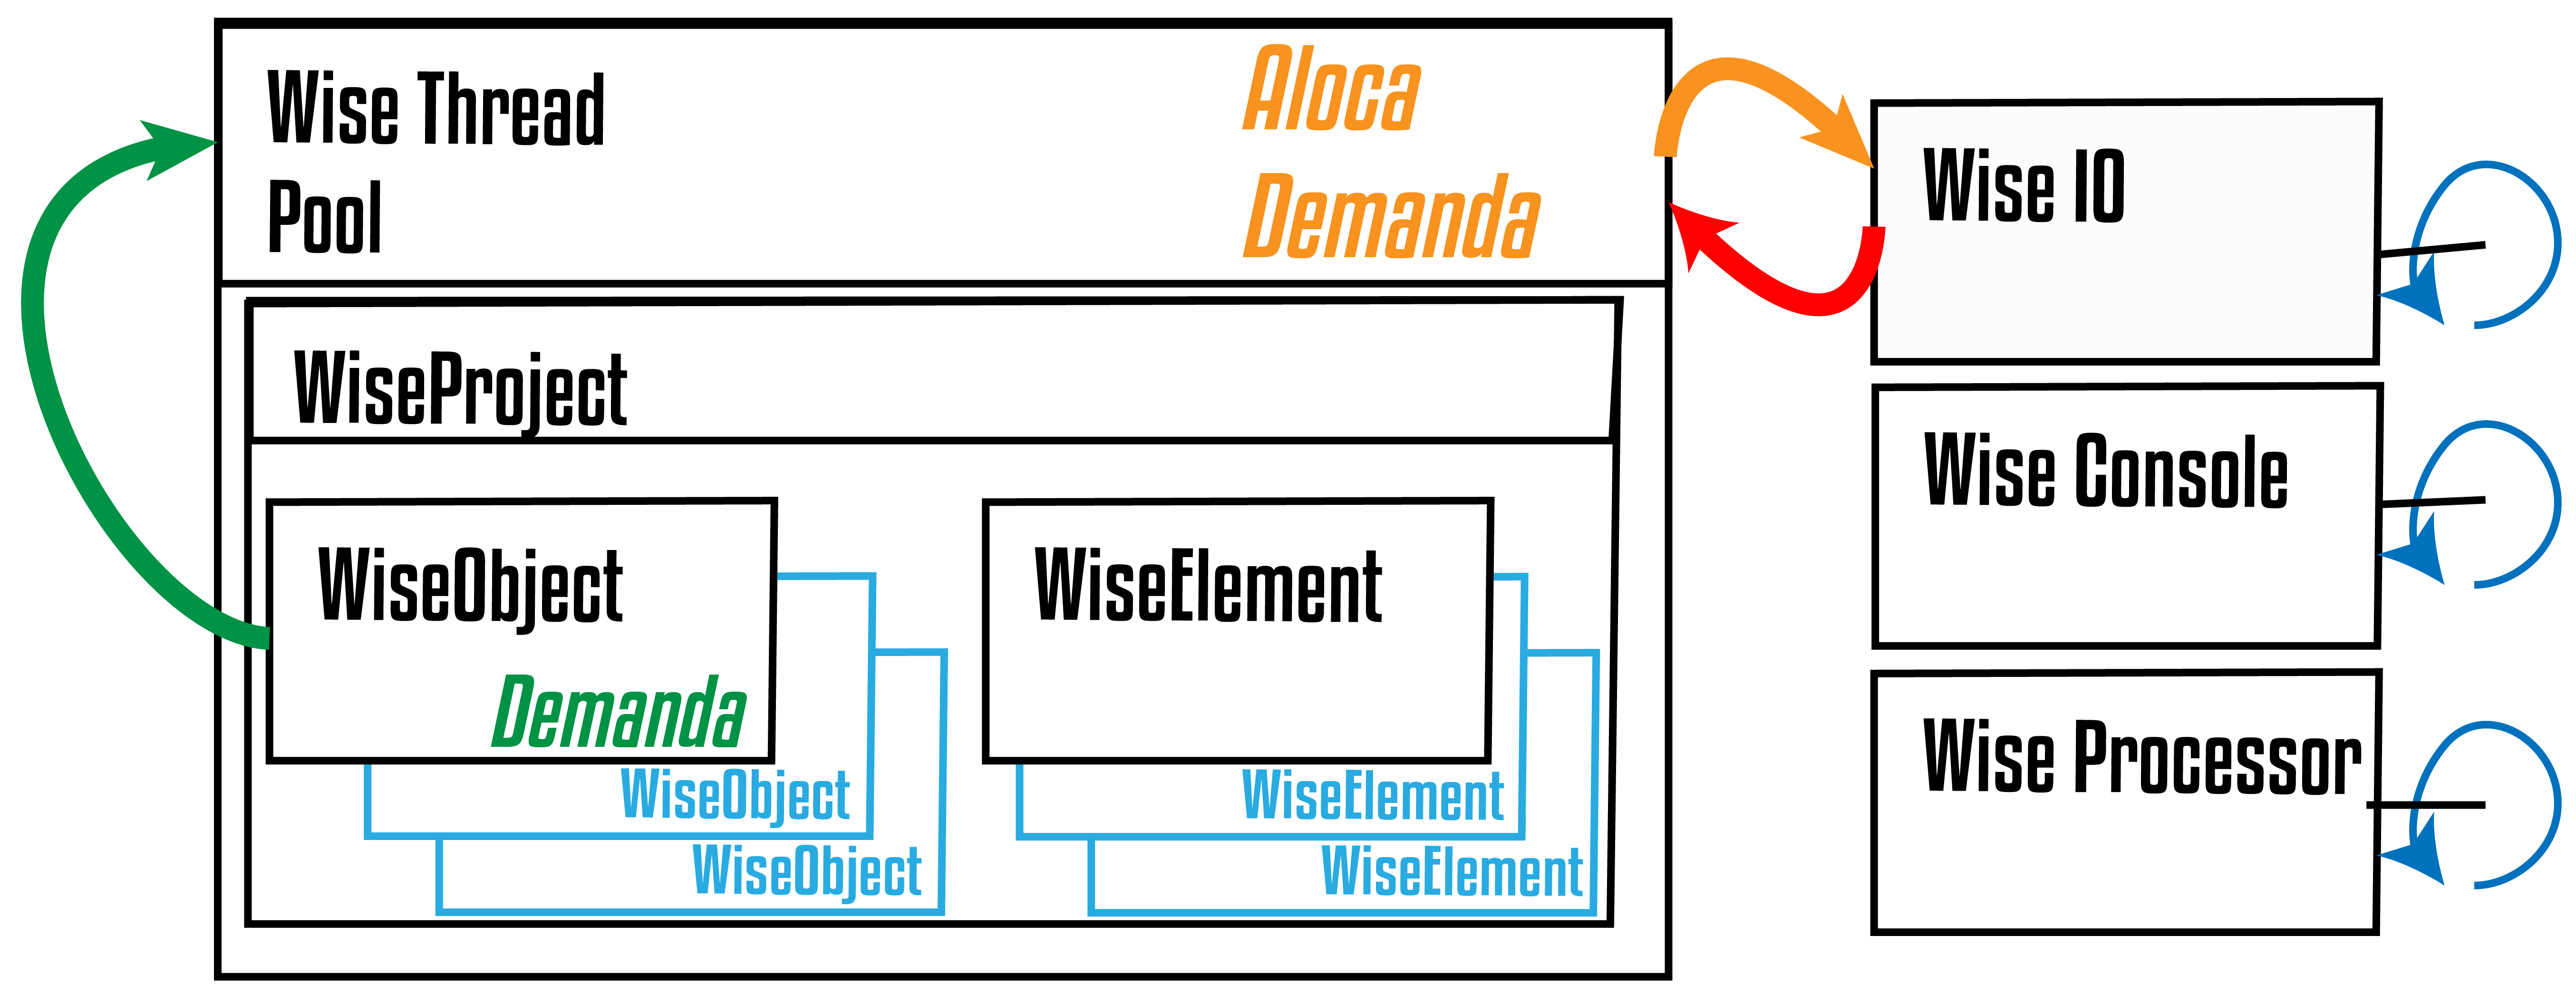 Wise Thread
Pool
Aloca
Demanda
WiseProject
WiseObject
Demanda
WiseObject
WiseObject
WiseElement
WiseElement
WiseElement
Wise IO
Wise Console
Wise Processor